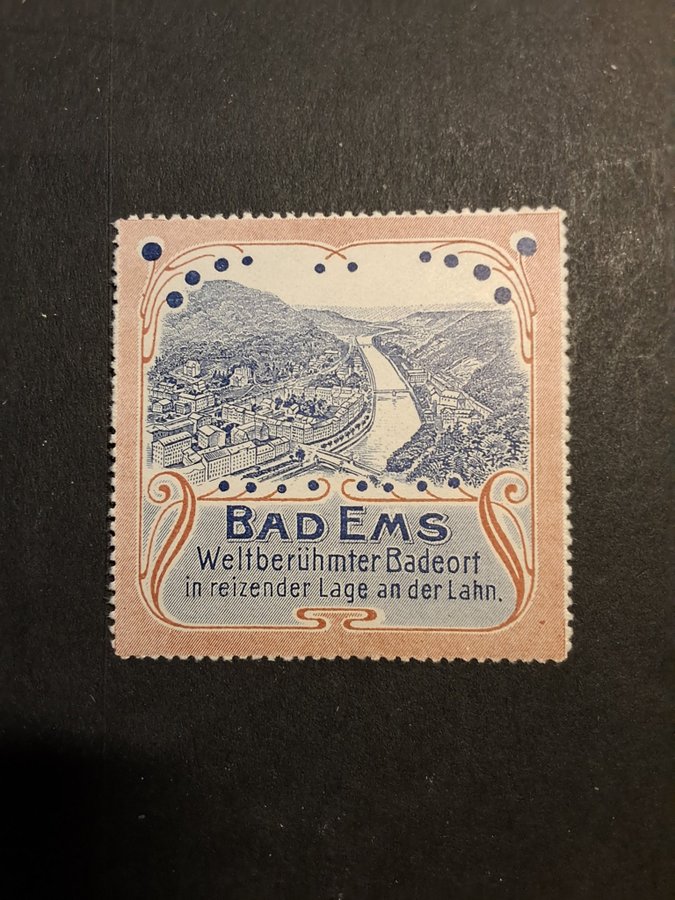 BAD EMS
Weltberühmter Badeort
in reizender Lage an der Lahn.